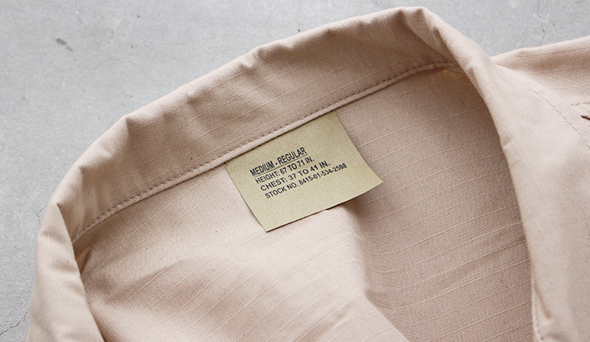 MEDIUM - REGULAR
HEIGHT: 67 TO 71 IN.
CHEST: 37 TO 41 IN.
STOCK NO. 8415-01-534-2598